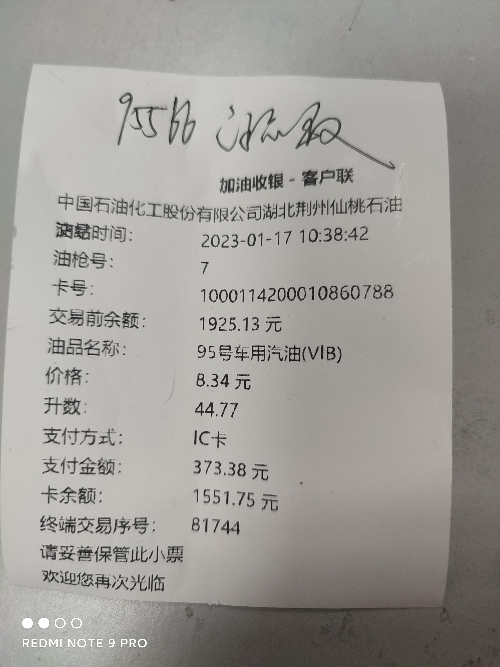 9566
加油收银 - 客户联
中国石油化工股份有限公司湖北荆州仙桃石油
交易时间：2023-01-17 10:38:42
油枪号：7
卡号：1000114200010860788
交易前余额：1925.13 元
油品名称：95号车用汽油(VIB)
价格：8.34 元
升数：44.77
支付方式：IC卡
支付金额：373.38 元
卡余额：1551.75 元
终端交易序号：81744
请妥善保管此小票
欢迎您再次光临
REDMI NOTE 9 PRO